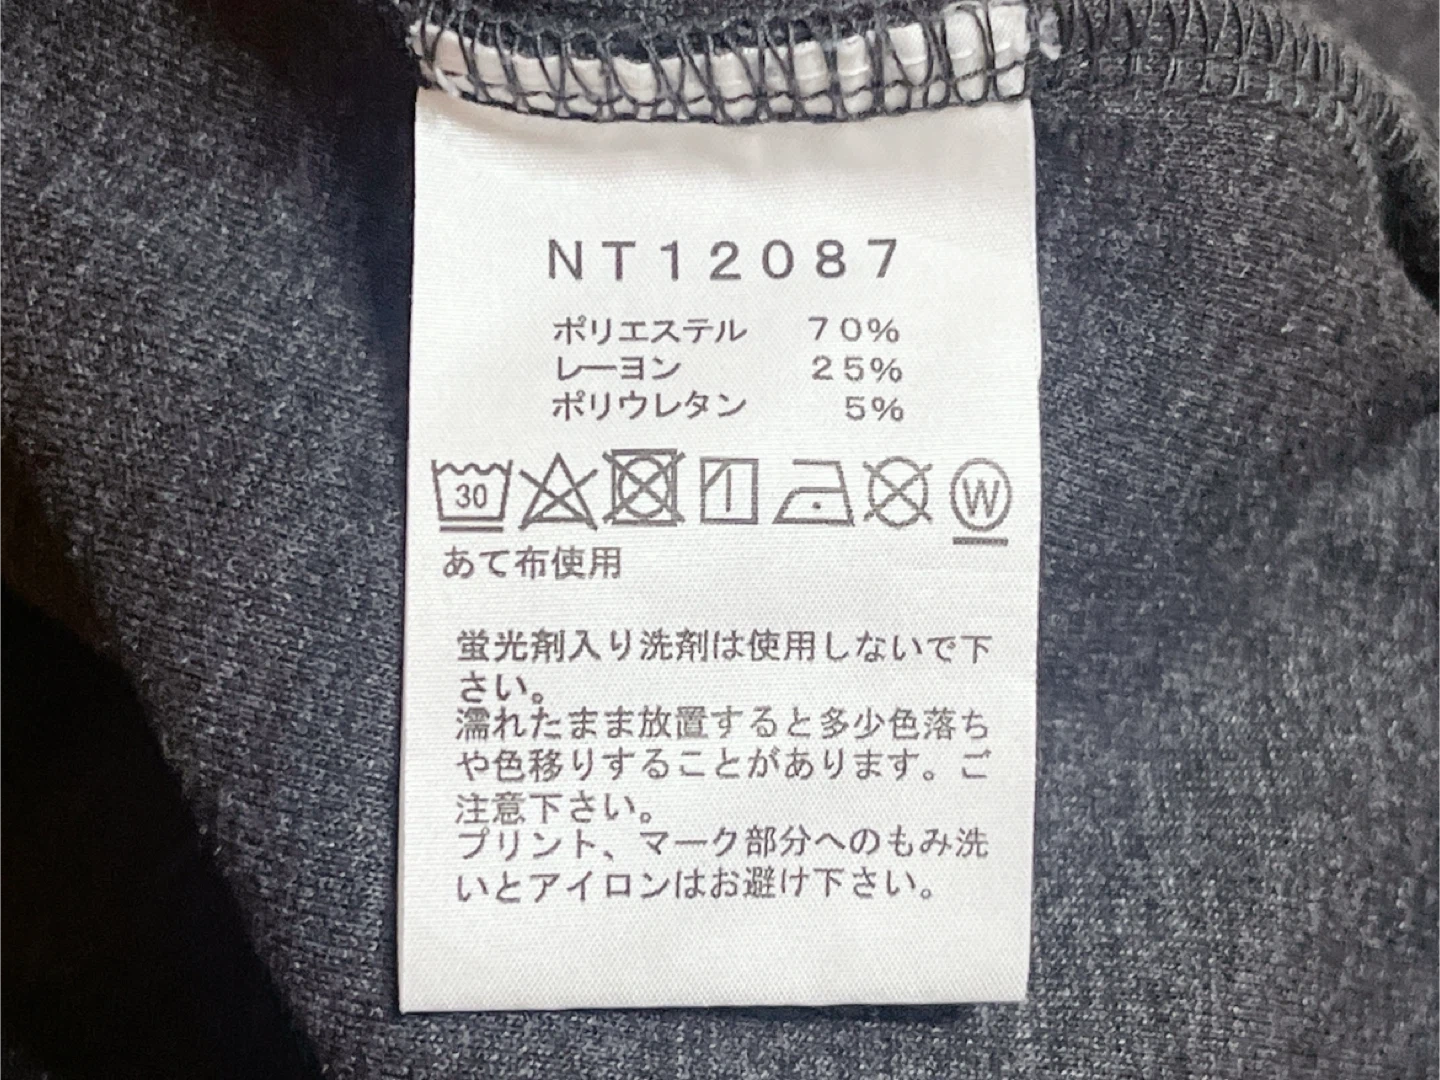 NT12087
ポリエステル 70%
レーヨン 25%
ポリウレタン 5%
30 W
あて布使用
蛍光剤入り洗剤は使用しないで下
さい。
濡れたまま放置すると多少色落ち
や色移りすることがあります。ご
注意下さい。
プリント、マーク部分へのもみ洗
いとアイロンはお避け下さい。